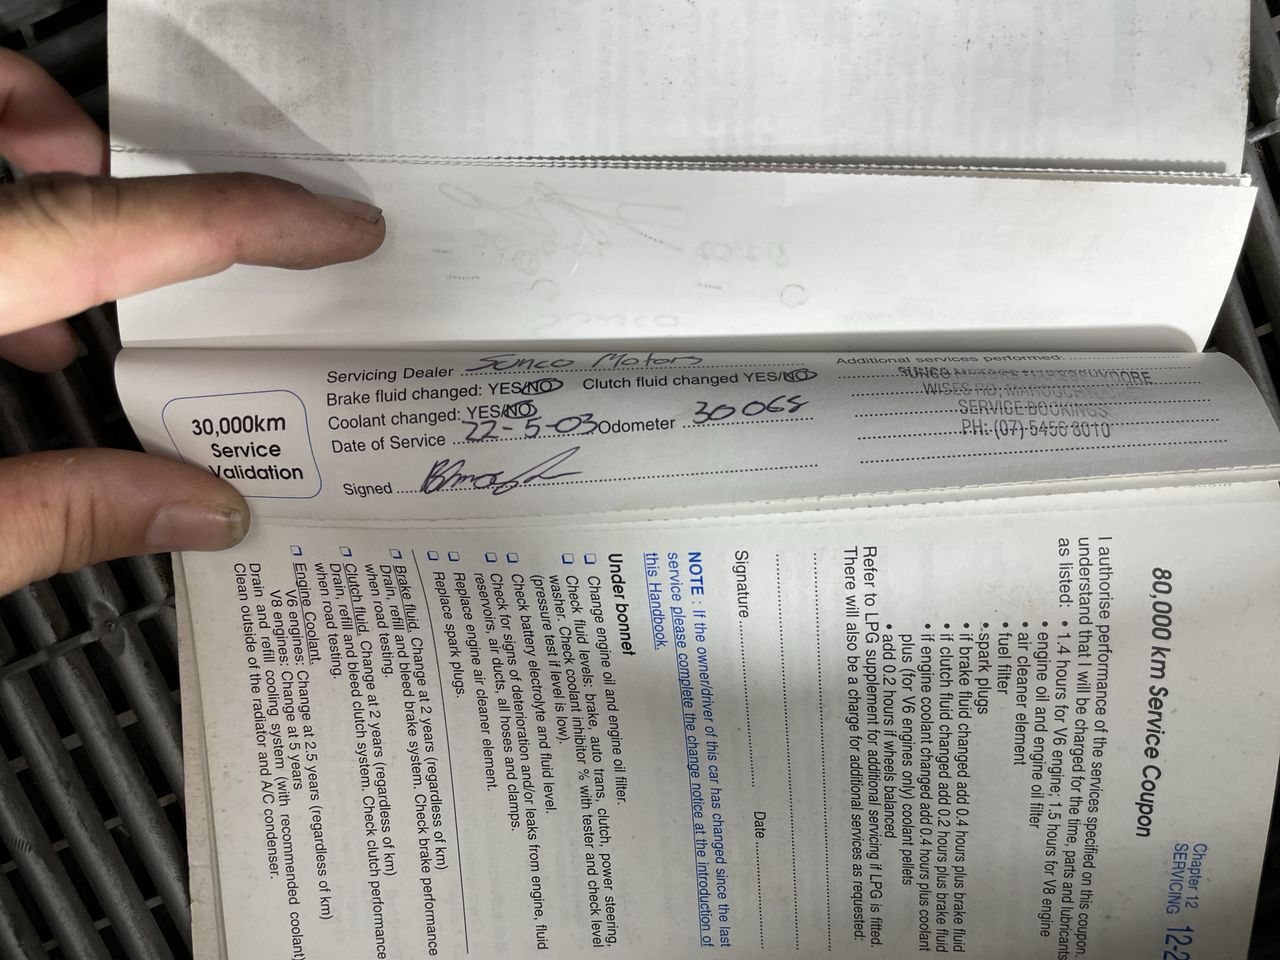 30,000km
Service
Validation
Servicing Dealer Sunco Motors
Brake fluid changed: YES/NO Clutch fluid changed YES/NO
Coolant changed: YES/NO
Date of Service 22-5-03 Odometer 30068
Signed
Additional services performed:
WISES RD, MAROOCHYDORE
SERVICE BOOKINGS
PH: (07) 5456 8010
Chapter 12
SERVICING 12-2
80,000 km Service Coupon
I authorise performance of the services specified on this coupon.
understand that I will be charged for the time, parts and lubricants
as listed: • 1.4 hours for V6 engine; 1.5 hours for V8 engine
• engine oil and engine oil filter
• air cleaner element
• fuel filter
• spark plugs
• if brake fluid changed add 0.4 hours plus brake fluid
• if clutch fluid changed add 0.2 hours plus brake fluid
• if engine coolant changed add 0.4 hours plus coolant
plus (for V6 engines only) coolant pellets
• add 0.2 hours if wheels balanced
Refer to LPG supplement for additional servicing if LPG is fitted.
There will also be a charge for additional services as requested:
Signature Date
NOTE : If the owner/driver of this car has changed since the last
service please complete the change notice at the introduction of
this Handbook.
Under bonnet
❒ Change engine oil and engine oil filter.
❒ Check fluid levels: brake, auto trans, clutch, power steering,
washer. Check coolant inhibitor % with tester and check level
(pressure test if level is low).
❒ Check battery electrolyte and fluid level.
❒ Check for signs of deterioration and/or leaks from engine, fluid
reservoirs, air ducts, all hoses and clamps.
❒ Replace engine air cleaner element.
❒ Replace spark plugs.
❒ Brake fluid. Change at 2 years (regardless of km)
Drain, refill and bleed brake system. Check brake performance
when road testing.
❒ Clutch fluid. Change at 2 years (regardless of km)
Drain, refill and bleed clutch system. Check clutch performance
when road testing.
❒ Engine Coolant.
V6 engines: Change at 2.5 years (regardless of km)
V8 engines: Change at 5 years
Drain and refill cooling system (with recommended coolant)
Clean outside of the radiator and A/C condenser.